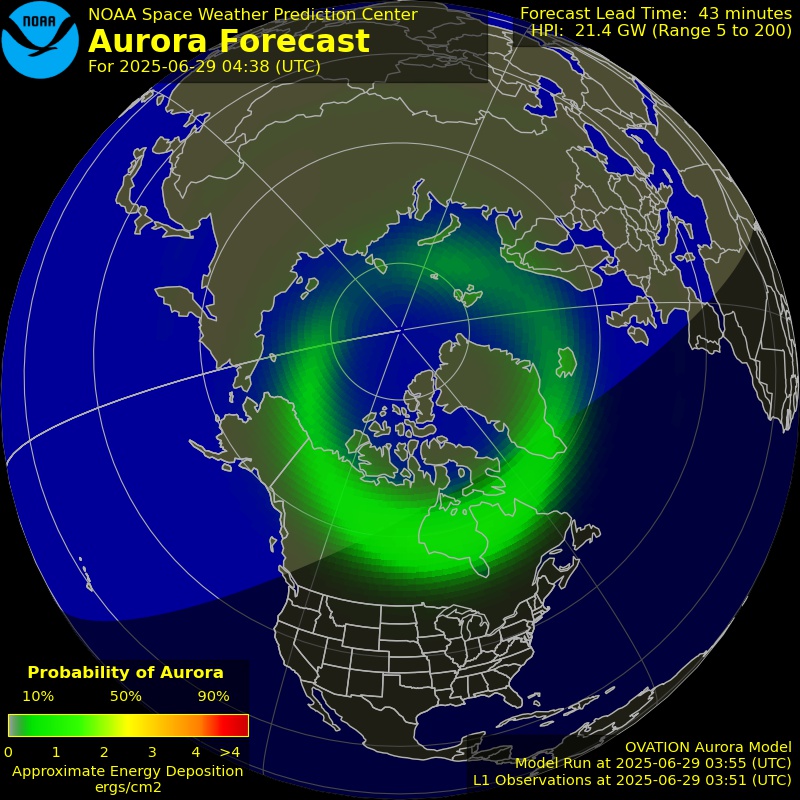 NOAA
NOAA Space Weather Prediction Center
Aurora Forecast
For 2025-06-29 04:38 (UTC)
Forecast Lead Time: 43 minutes
HPI: 21.4 GW (Range 5 to 200)
Probability of Aurora
10% 50% 90%
0 1 2 3 4 >4
Approximate Energy Deposition
ergs/cm2
OVATION Aurora Model
Model Run at 2025-06-29 03:55 (UTC)
L1 Observations at 2025-06-29 03:51 (UTC)